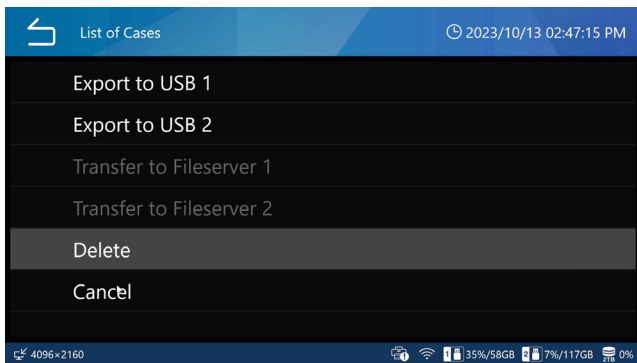 List of Cases
2023/10/13 02:47:15 PM
Export to USB 1
Export to USB 2
Transfer to Fileserver 1
Transfer to Fileserver 2
Delete
Cancel
4096×2160
1 35%/58GB 2 7%/117GB 2TB 0%